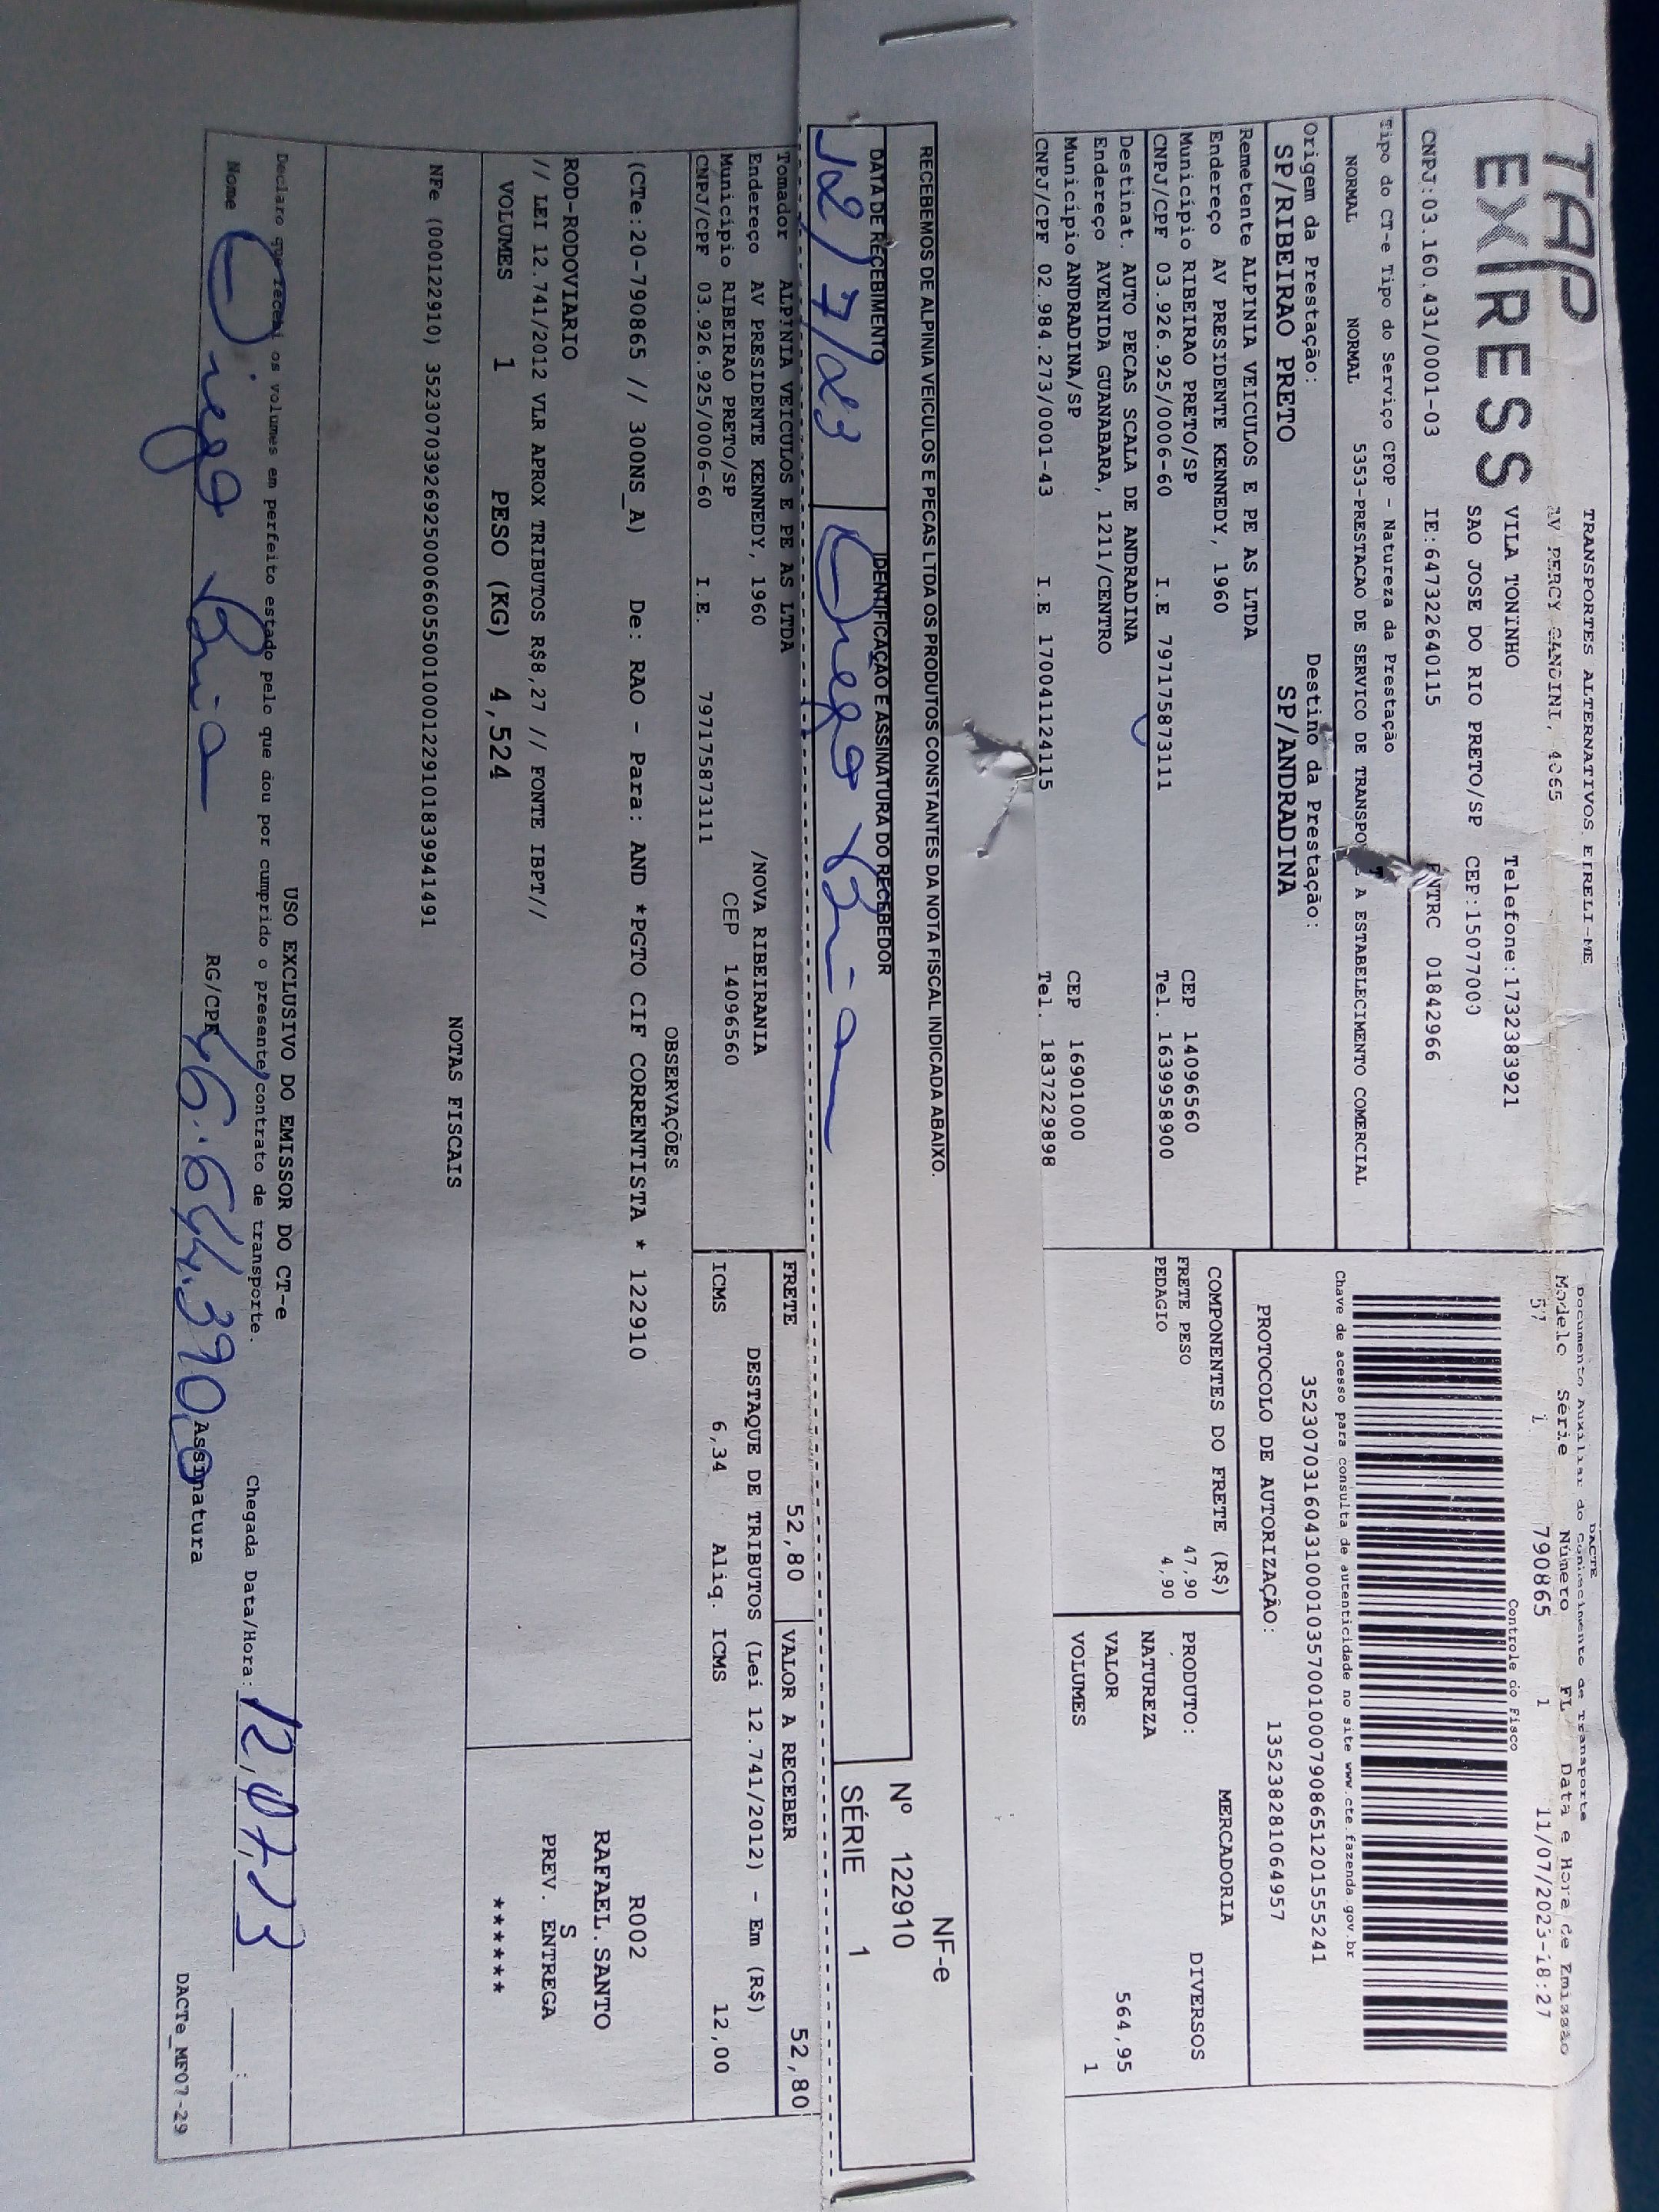 TAP
EXPRESS
TRANSPORTES ALTERNATIVOS EIRELI-ME
AV PERCY GANDINI, 4065
VILA TONINHO Telefone:1732383921
SAO JOSE DO RIO PRETO/SP CEP:15077000
CNPJ:03.160.431/0001-03 IE:647322640115 RNTRC 01842966
Tipo do CT-e Tipo do Serviço CFOP - Natureza da Prestação
NORMAL NORMAL 5353-PRESTACAO DE SERVICO DE TRANSPO E A ESTABELECIMENTO COMERCIAL
Origem da Prestação: Destino da Prestação:
SP/RIBEIRAO PRETO SP/ANDRADINA
Remetente ALPINIA VEICULOS E PE AS LTDA
Endereço AV PRESIDENTE KENNEDY, 1960
Município RIBEIRAO PRETO/SP CEP 14096560
CNPJ/CPF 03.926.925/0006-60 I.E 797175873111 Tel. 1639958900
Destinat. AUTO PECAS SCALA DE ANDRADINA
Endereço AVENIDA GUANABARA, 1211/CENTRO
Município ANDRADINA/SP CEP 16901000
CNPJ/CPF 02.984.273/0001-43 I.E 170041124115 Tel. 1837229898
DACTE
Documento Auxiliar do Conhecimento de Transporte
Modelo Série Número FL Data e Hora de Emissão
57 1 790865 1 11/07/2023-18:27
Controle do Fisco
Chave de acesso para consulta de autenticidade no site www.cte.fazenda.gov.br
35230703160431000103570010007908651201555241
PROTOCOLO DE AUTORIZAÇÃO: 135238281064957
COMPONENTES DO FRETE (R$)
FRETE PESO 47,90
PEDAGIO 4,90
MERCADORIA
PRODUTO: DIVERSOS
NATUREZA
VALOR 564,95
VOLUMES 1
RECEBEMOS DE ALPINIA VEICULOS E PECAS LTDA OS PRODUTOS CONSTANTES DA NOTA FISCAL INDICADA ABAIXO.
DATA DE RECEBIMENTO IDENTIFICAÇÃO E ASSINATURA DO RECEBEDOR
12/7/23 Diego
NF-e
Nº 122910
SÉRIE 1
Tomador ALPINIA VEICULOS E PE AS LTDA
Endereço AV PRESIDENTE KENNEDY, 1960 /NOVA RIBEIRANIA
Município RIBEIRAO PRETO/SP CEP 14096560
CNPJ/CPF 03.926.925/0006-60 I.E. 797175873111
FRETE 52,80 VALOR A RECEBER 52,80
DESTAQUE DE TRIBUTOS (Lei 12.741/2012) - Em (R$)
ICMS 6,34 Aliq. ICMS 12,00
OBSERVAÇÕES
(CTe:20-790865 // 300NS_A) De: RAO - Para: AND *PGTO CIF CORRENTISTA * 122910
ROD-RODOVIARIO
// LEI 12.741/2012 VLR APROX TRIBUTOS R$8,27 // FONTE IBPT//
VOLUMES 1 PESO (KG) 4,524
R002
RAFAEL.SANTO
S
PREV. ENTREGA
******
NOTAS FISCAIS
NFe (000122910) 35230703926925000660550010001229101839941491
USO EXCLUSIVO DO EMISSOR DO CT-e
Declaro que recebi os volumes em perfeito estado pelo que dou por cumprido o presente contrato de transporte.
Chegada Data/Hora: 12,07,23 __:__
Nome Diego RG/CPF 46.644.390 Assinatura
DACTe_MF07-29